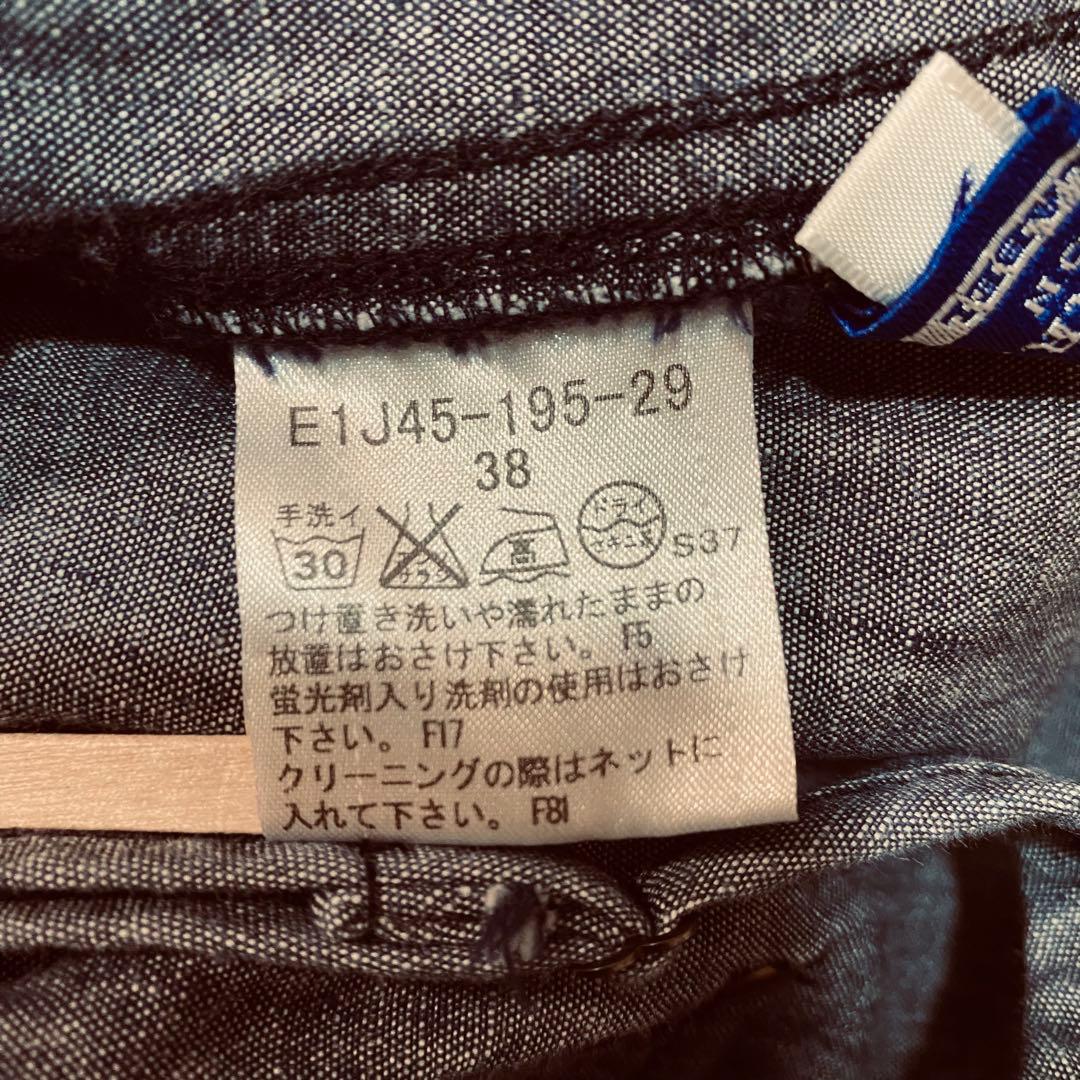 E1J45-195-29
38
手洗イ
30
高
ドライ
S37
つけ置き洗いや濡れたままの
放置はおさけ下さい。 F5
蛍光剤入り洗剤の使用はおさけ
下さい。 F17
クリーニングの際はネットに
入れて下さい。 F81